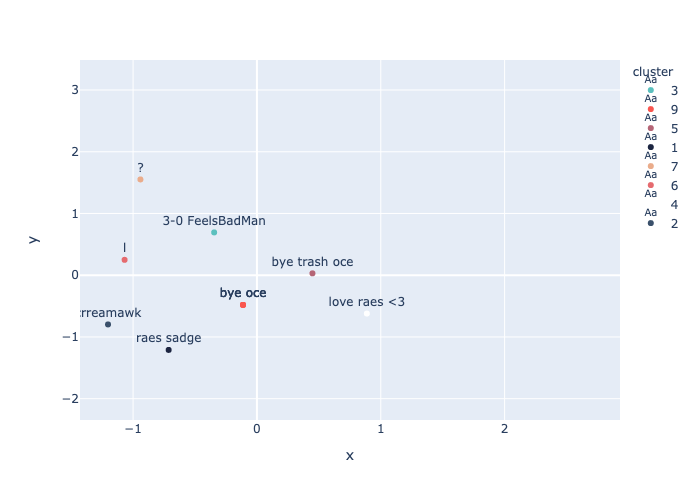 cluster
Aa 3
Aa 9
Aa 5
Aa 1
Aa 7
Aa 6
Aa 4
Aa 2
3
2
1
0
−1
−2
y
?
3-0 FeelsBadMan
bye trash oce
bye oce
love raes <3
rreamawk
raes sadge
−1
0
1
2
x